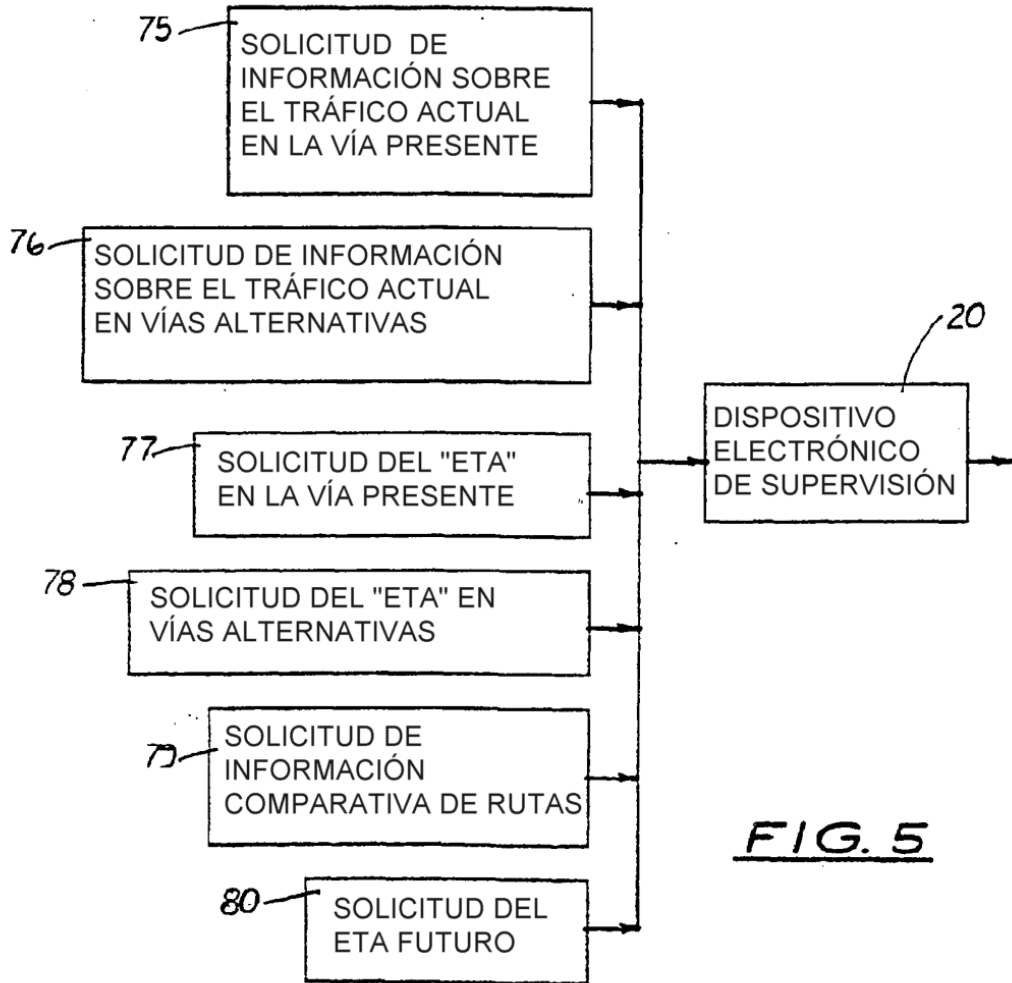 75
SOLICITUD DE
INFORMACIÓN SOBRE
EL TRÁFICO ACTUAL
EN LA VÍA PRESENTE
76
SOLICITUD DE INFORMACIÓN
SOBRE EL TRÁFICO ACTUAL
EN VÍAS ALTERNATIVAS
77
SOLICITUD DEL "ETA"
EN LA VÍA PRESENTE
78
SOLICITUD DEL "ETA" EN
VÍAS ALTERNATIVAS
79
SOLICITUD DE
INFORMACIÓN
COMPARATIVA DE RUTAS
80
SOLICITUD DEL
ETA FUTURO
20
DISPOSITIVO
ELECTRÓNICO
DE SUPERVISIÓN
FIG. 5